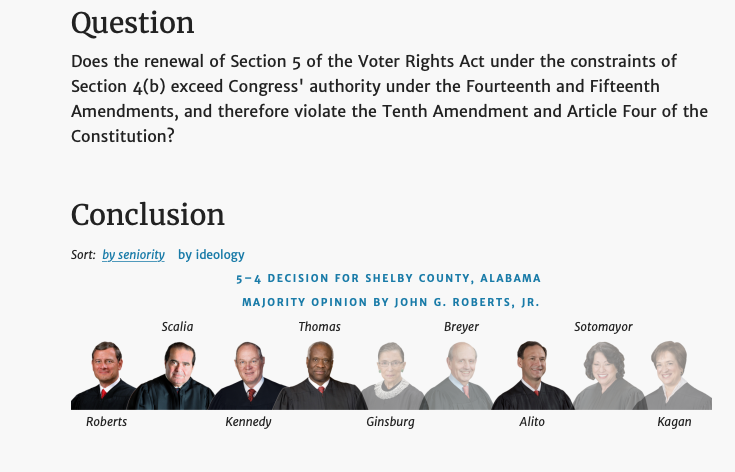 Question
Does the renewal of Section 5 of the Voter Rights Act under the constraints of
Section 4(b) exceed Congress' authority under the Fourteenth and Fifteenth
Amendments, and therefore violate the Tenth Amendment and Article Four of the
Constitution?
Conclusion
Sort: by seniority by ideology
5–4 DECISION FOR SHELBY COUNTY, ALABAMA
MAJORITY OPINION BY JOHN G. ROBERTS, JR.
Scalia Thomas Breyer Sotomayor
Roberts Kennedy Ginsburg Alito Kagan